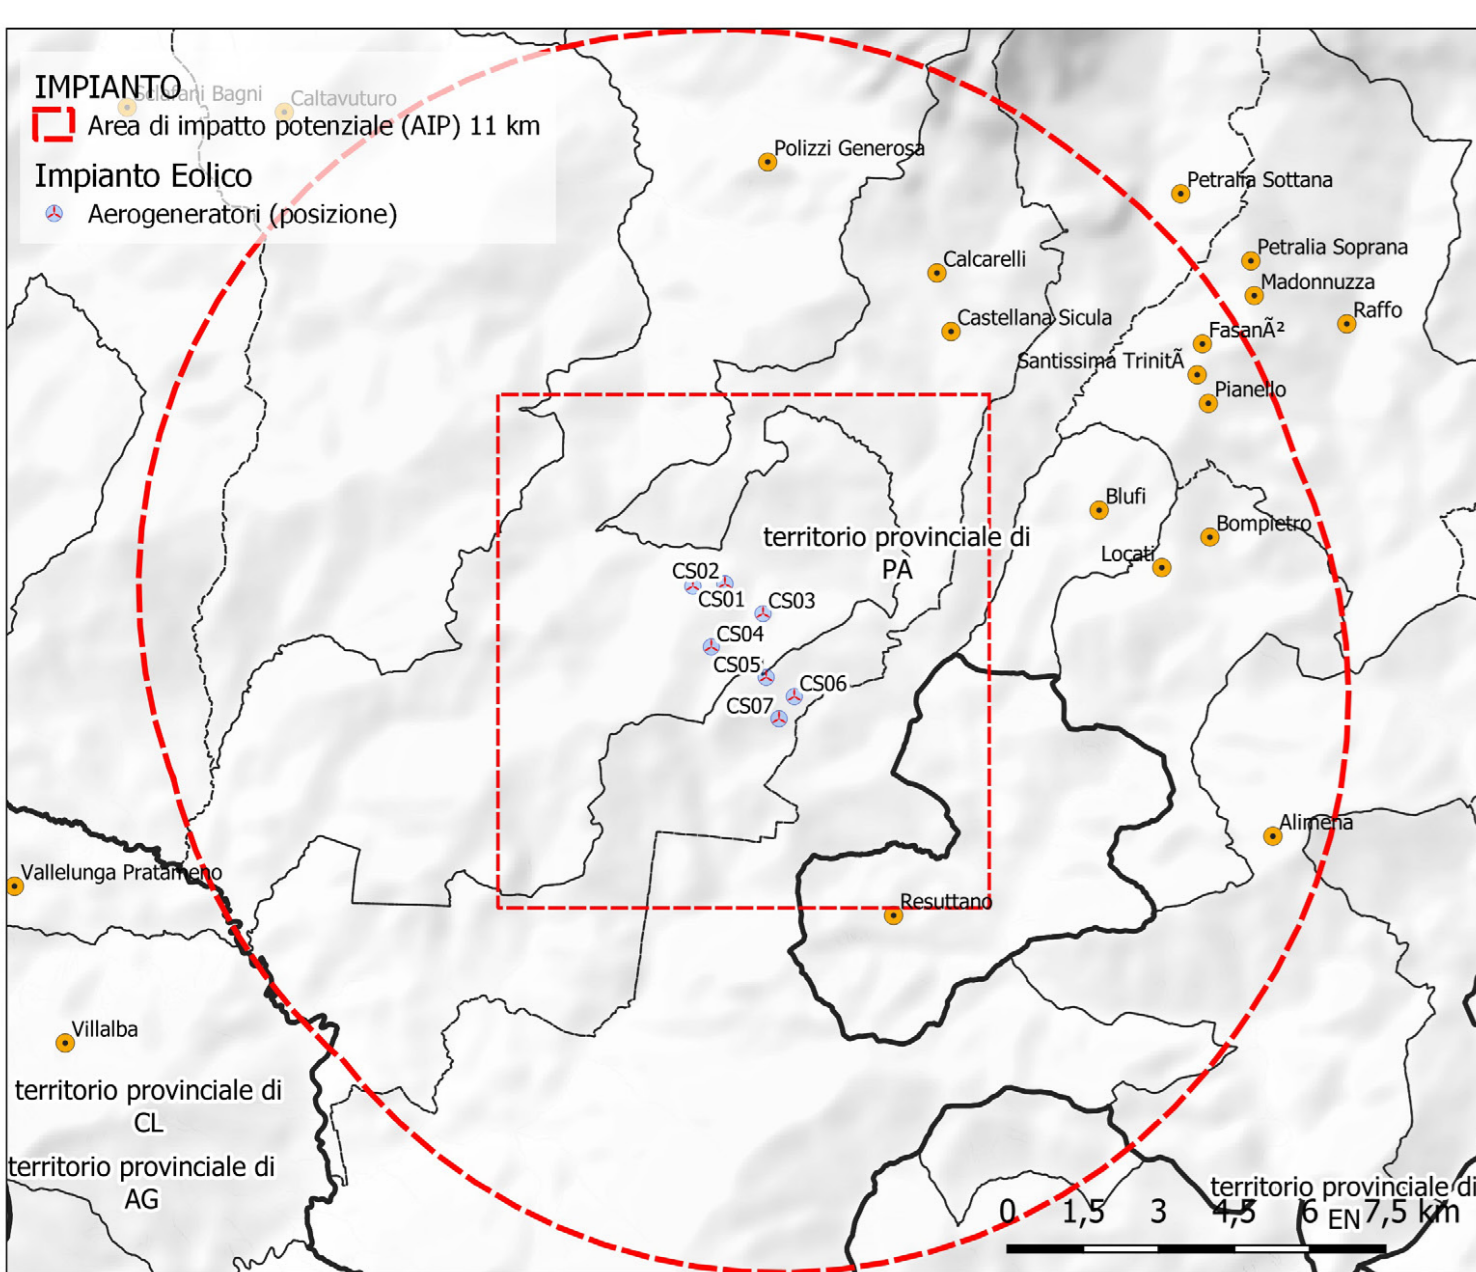 IMPIANTO
Sclafani Bagni
Caltavuturo
Area di impatto potenziale (AIP) 11 km
Impianto Eolico
Aerogeneratori (posizione)
Polizzi Generosa
Petralia Sottana
Calcarelli
Petralia Soprana
Madonnuzza
Raffo
Castellana Sicula
FasanÃ²
Santissima TrinitÃ
Pianello
Blufi
Bompietro
Locati
territorio provinciale di
PA
CS02
CS01
CS03
CS04
CS05
CS06
CS07
Alimena
Vallelunga Pratameno
Resuttano
Villalba
territorio provinciale di
CL
territorio provinciale di
AG
territorio provinciale di
EN
0 1,5 3 4,5 6 7,5 km